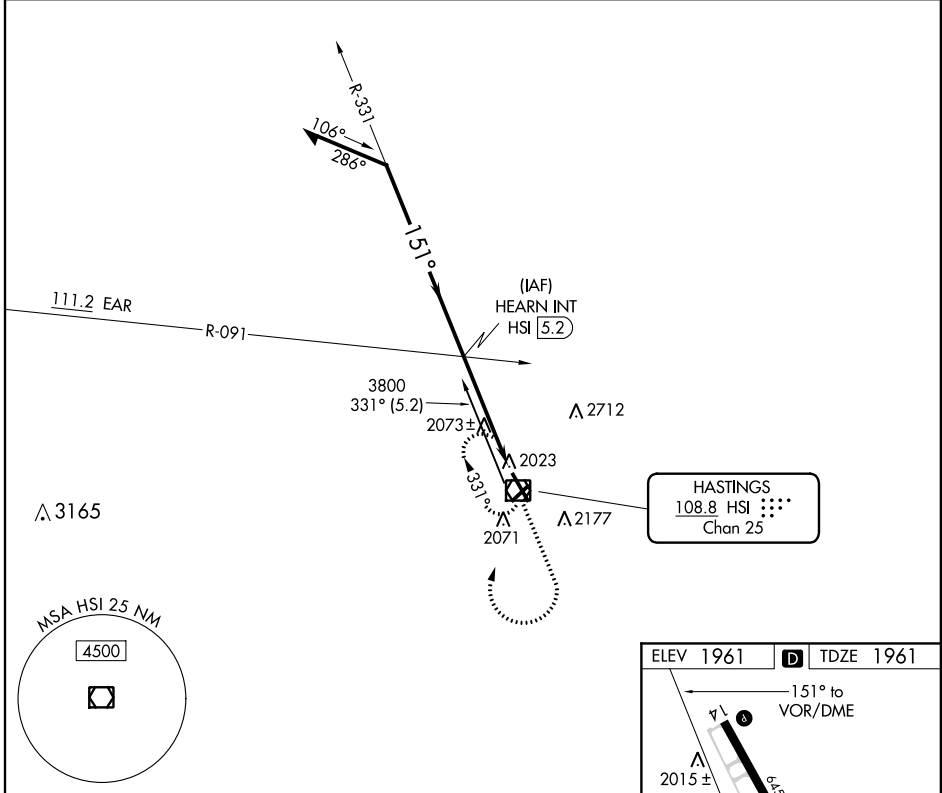 R-331
106°
286°
151°
(IAF)
HEARN INT
HSI 5.2
111.2 EAR
R-091
3800
331° (5.2)
2073±
2712
2023
331°
HASTINGS
108.8 HSI
Chan 25
3165
2071
2177
MSA HSI 25 NM
4500
ELEV 1961 D TDZE 1961
151° to
VOR/DME
14
P
2015 ±